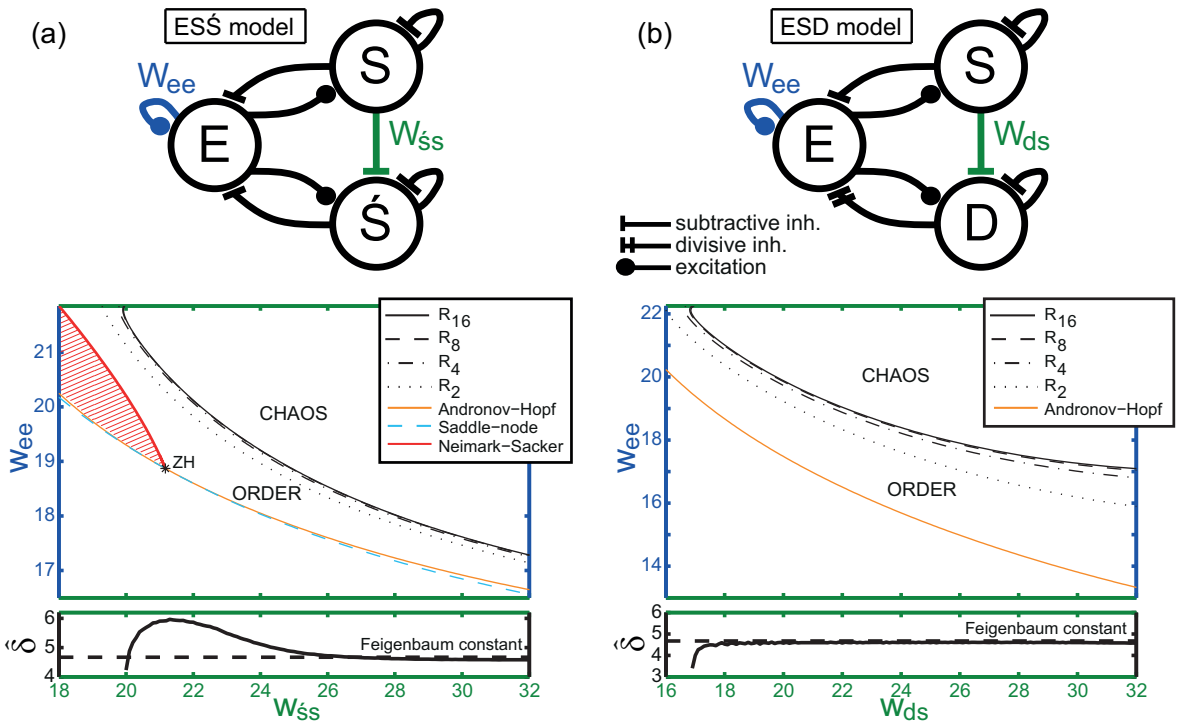 (a)
ESŚ model
S
Wee
E
Wśs
Ś
(b)
ESD model
S
Wee
E
Wds
D
subtractive inh.
divisive inh.
excitation
21
20
19
18
17
Wee
CHAOS
ORDER
ZH
R16
R8
R4
R2
Andronov-Hopf
Saddle-node
Neimark-Sacker
6
5
4
δ̂
Feigenbaum constant
18 20 22 24 26 28 30 32
Wśs
22
20
18
16
14
Wee
CHAOS
ORDER
R16
R8
R4
R2
Andronov-Hopf
6
5
4
3
δ̂
Feigenbaum constant
16 18 20 22 24 26 28 30 32
Wds